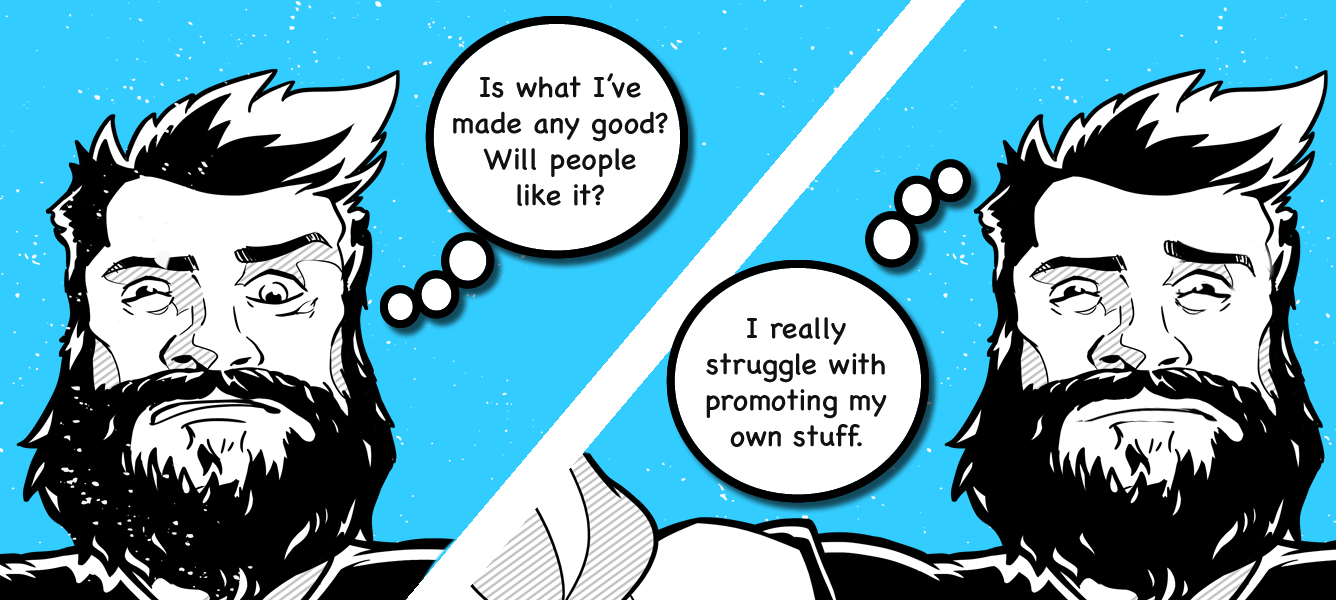 Is what I've
made any good?
Will people
like it?
I really
struggle with
promoting my
own stuff.